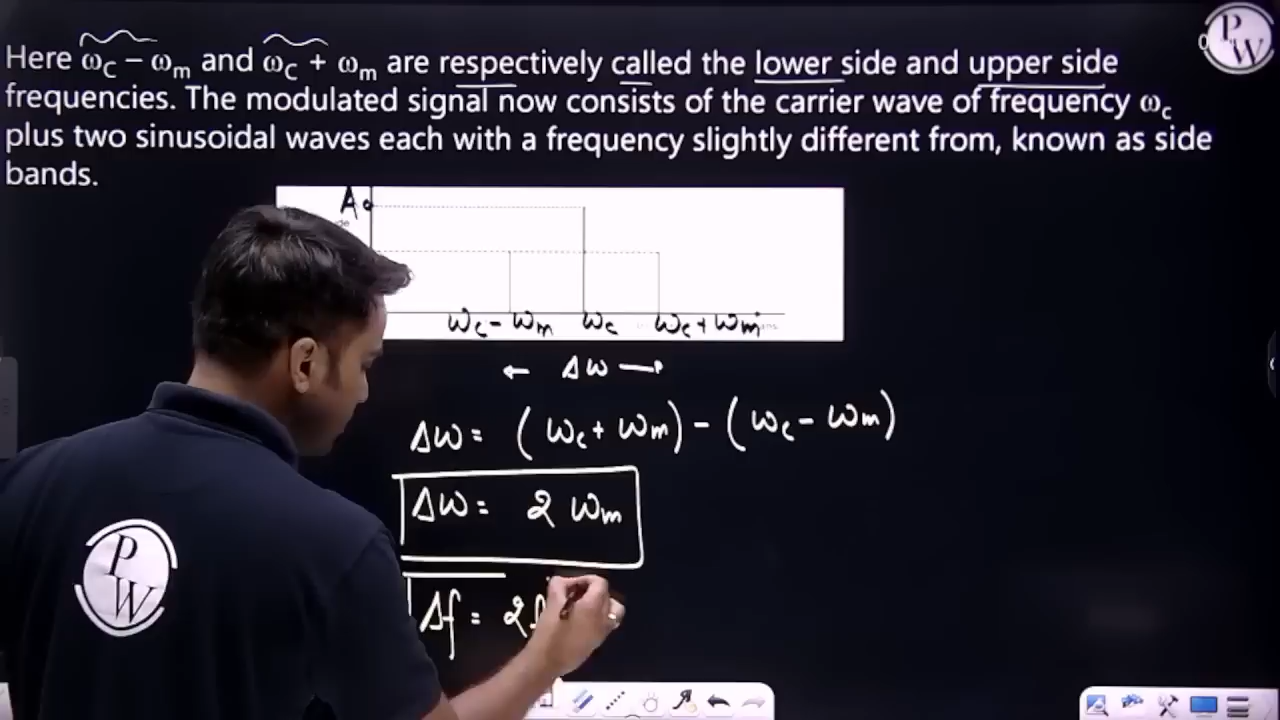 Here ωc − ωm and ωc + ωm are respectively called the lower side and upper side
frequencies. The modulated signal now consists of the carrier wave of frequency ωc
plus two sinusoidal waves each with a frequency slightly different from, known as side
bands.
A
ωc − ωm ωc ωc + ωm
← Δω →
Δω = (ωc + ωm) − (ωc − ωm)
Δω = 2 ωm
Δf = 2
P W
P W